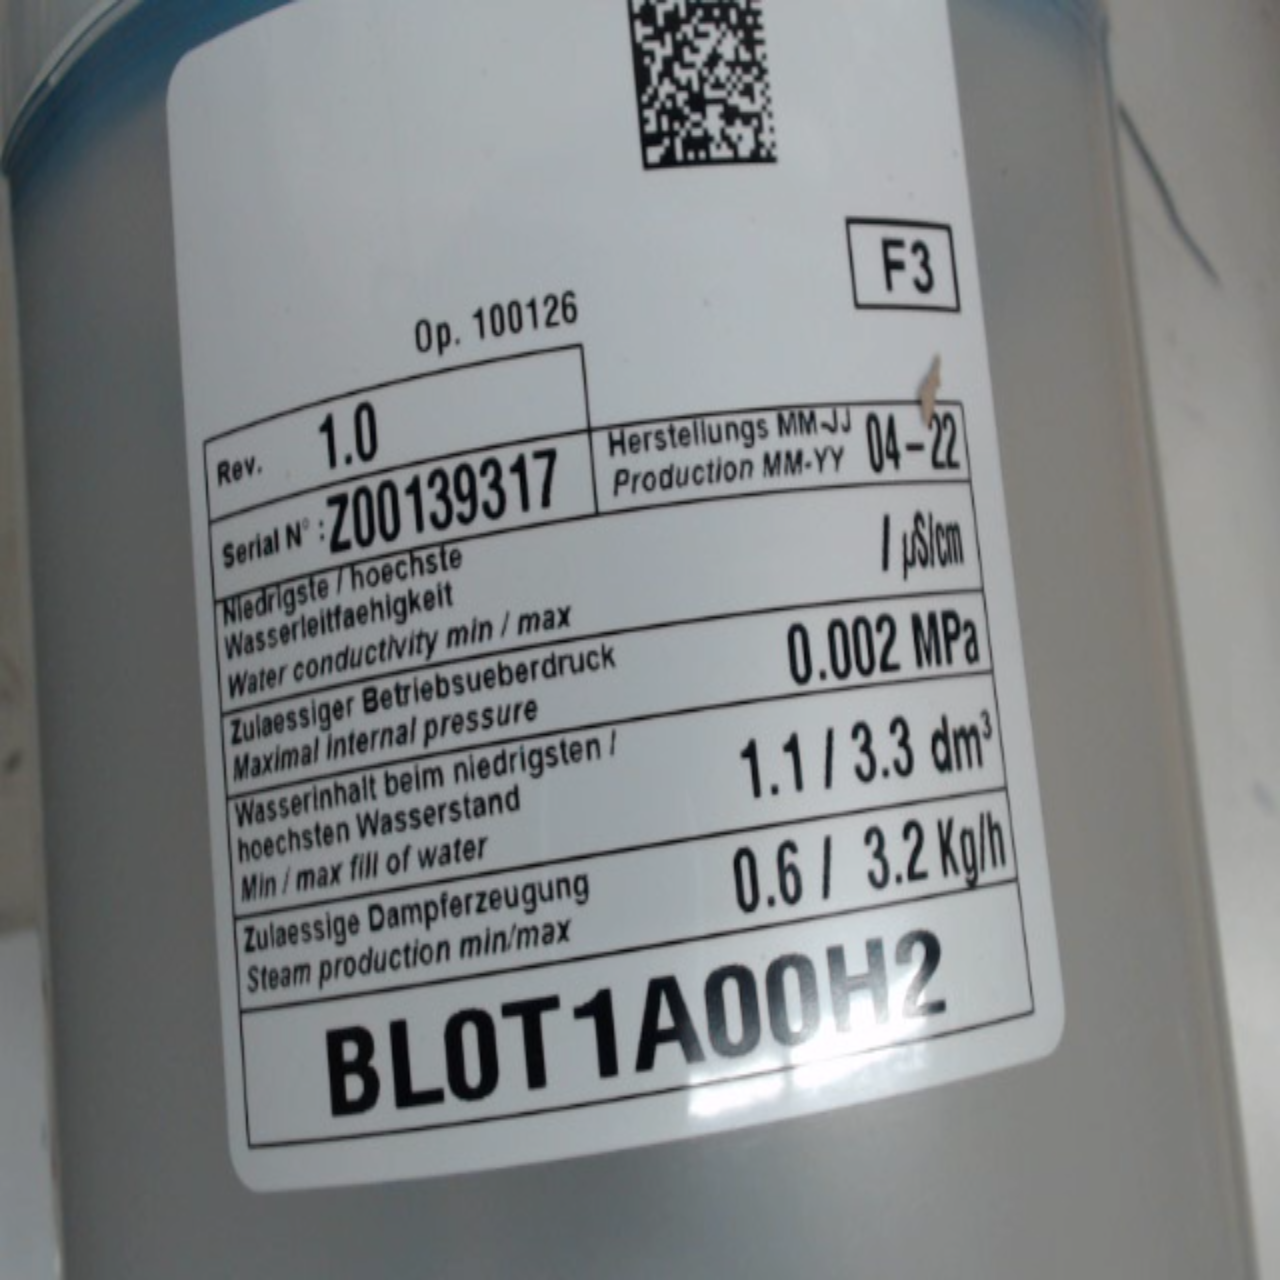 F3
Op. 100126
Rev. 1.0
Serial N° : Z00139317
Herstellungs MM-JJ
Production MM-YY
04-22
Niedrigste / hoechste
Wasserleitfaehigkeit
Water conductivity min / max
/ µS/cm
Zulaessiger Betriebsueberdruck
Maximal internal pressure
0.002 MPa
Wasserinhalt beim niedrigsten /
hoechsten Wasserstand
Min / max fill of water
1.1 / 3.3 dm³
Zulaessige Dampferzeugung
Steam production min/max
0.6 / 3.2 Kg/h
BL0T1A00H2